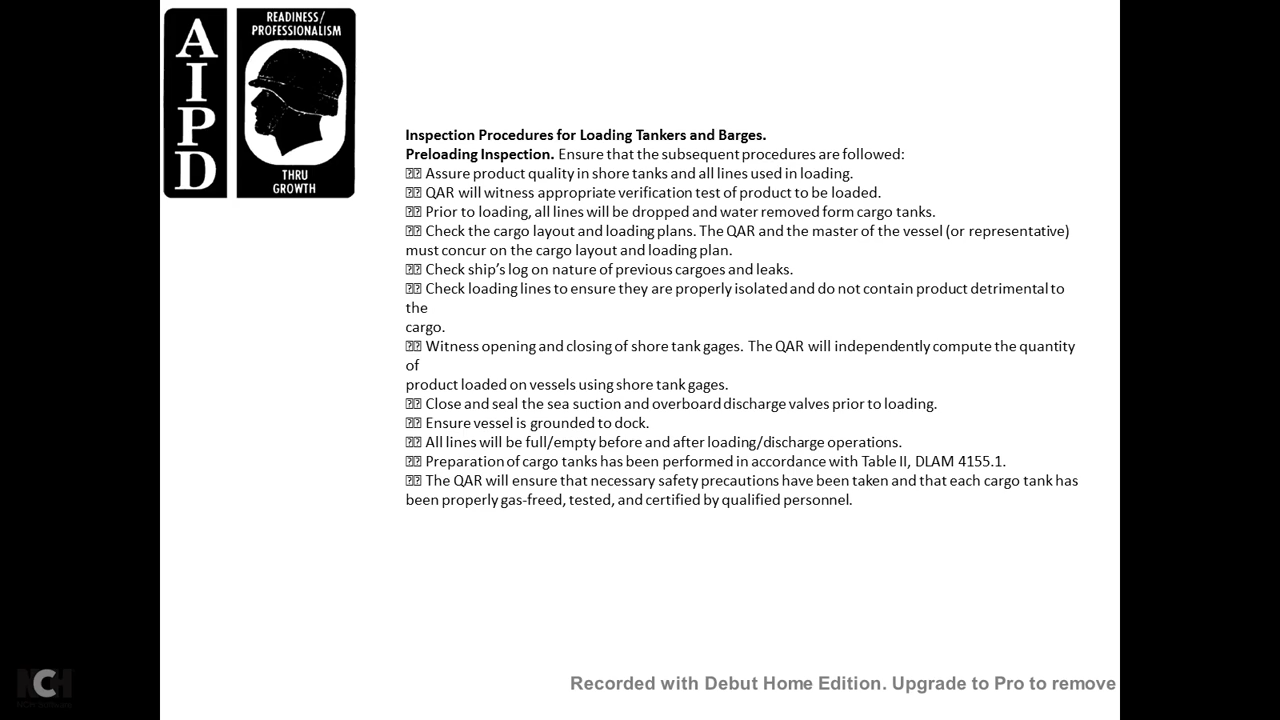 A
I
P
D
READINESS/
PROFESSIONALISM
THRU
GROWTH
Inspection Procedures for Loading Tankers and Barges.
Preloading Inspection. Ensure that the subsequent procedures are followed:
⍰⍰ Assure product quality in shore tanks and all lines used in loading.
⍰⍰ QAR will witness appropriate verification test of product to be loaded.
⍰⍰ Prior to loading, all lines will be dropped and water removed form cargo tanks.
⍰⍰ Check the cargo layout and loading plans. The QAR and the master of the vessel (or representative)
must concur on the cargo layout and loading plan.
⍰⍰ Check ship’s log on nature of previous cargoes and leaks.
⍰⍰ Check loading lines to ensure they are properly isolated and do not contain product detrimental to
the
cargo.
⍰⍰ Witness opening and closing of shore tank gages. The QAR will independently compute the quantity
of
product loaded on vessels using shore tank gages.
⍰⍰ Close and seal the sea suction and overboard discharge valves prior to loading.
⍰⍰ Ensure vessel is grounded to dock.
⍰⍰ All lines will be full/empty before and after loading/discharge operations.
⍰⍰ Preparation of cargo tanks has been performed in accordance with Table II, DLAM 4155.1.
⍰⍰ The QAR will ensure that necessary safety precautions have been taken and that each cargo tank has
been properly gas-freed, tested, and certified by qualified personnel.
NCH
NCH Software
Recorded with Debut Home Edition. Upgrade to Pro to remove